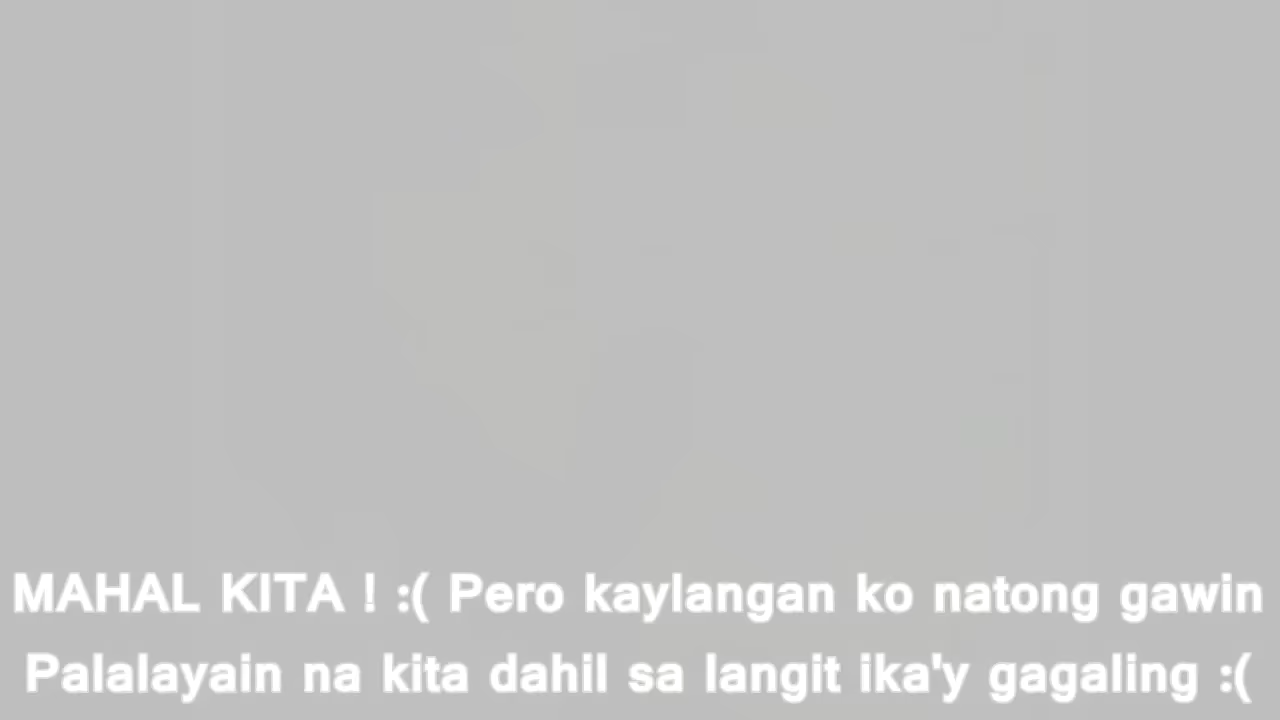 MAHAL KITA ! :( Pero kaylangan ko natong gawin
Palalayain na kita dahil sa langit ika'y gagaling :(